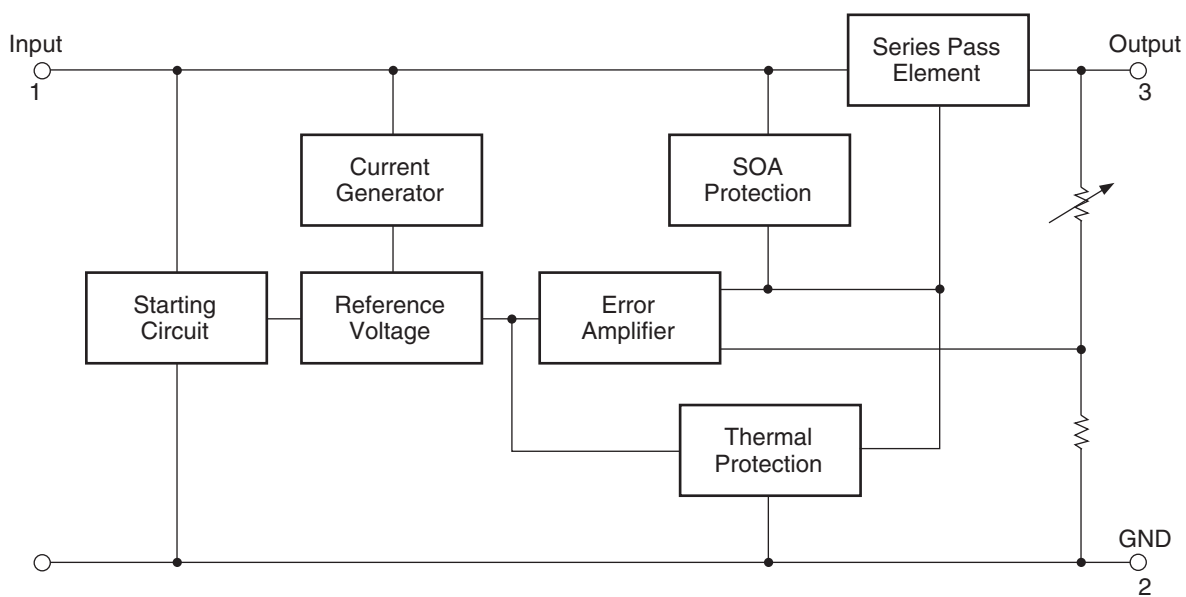 Input
1
Series Pass
Element
Output
3
Current
Generator
SOA
Protection
Starting
Circuit
Reference
Voltage
Error
Amplifier
Thermal
Protection
GND
2